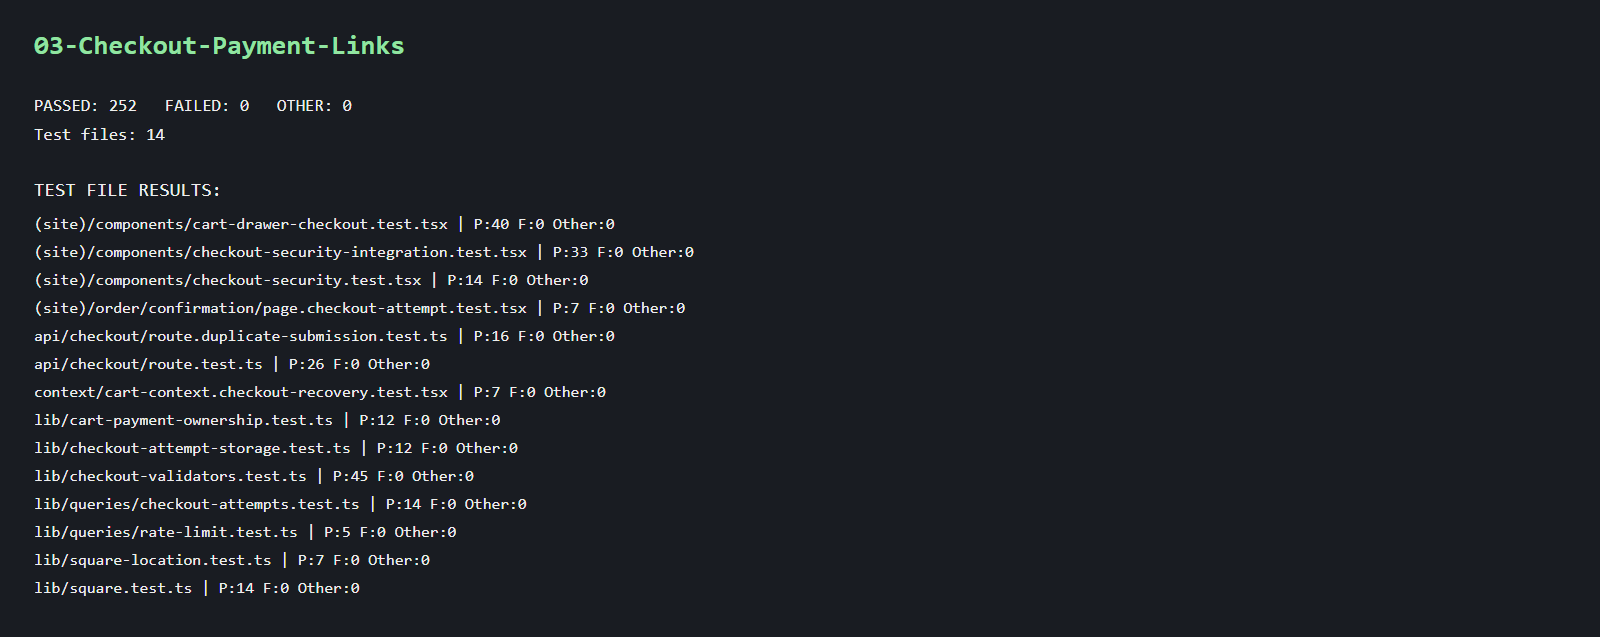 03-Checkout-Payment-Links
PASSED: 252   FAILED: 0   OTHER: 0
Test files: 14
TEST FILE RESULTS:
(site)/components/cart-drawer-checkout.test.tsx | P:40 F:0 Other:0
(site)/components/checkout-security-integration.test.tsx | P:33 F:0 Other:0
(site)/components/checkout-security.test.tsx | P:14 F:0 Other:0
(site)/order/confirmation/page.checkout-attempt.test.tsx | P:7 F:0 Other:0
api/checkout/route.duplicate-submission.test.ts | P:16 F:0 Other:0
api/checkout/route.test.ts | P:26 F:0 Other:0
context/cart-context.checkout-recovery.test.tsx | P:7 F:0 Other:0
lib/cart-payment-ownership.test.ts | P:12 F:0 Other:0
lib/checkout-attempt-storage.test.ts | P:12 F:0 Other:0
lib/checkout-validators.test.ts | P:45 F:0 Other:0
lib/queries/checkout-attempts.test.ts | P:14 F:0 Other:0
lib/queries/rate-limit.test.ts | P:5 F:0 Other:0
lib/square-location.test.ts | P:7 F:0 Other:0
lib/square.test.ts | P:14 F:0 Other:0